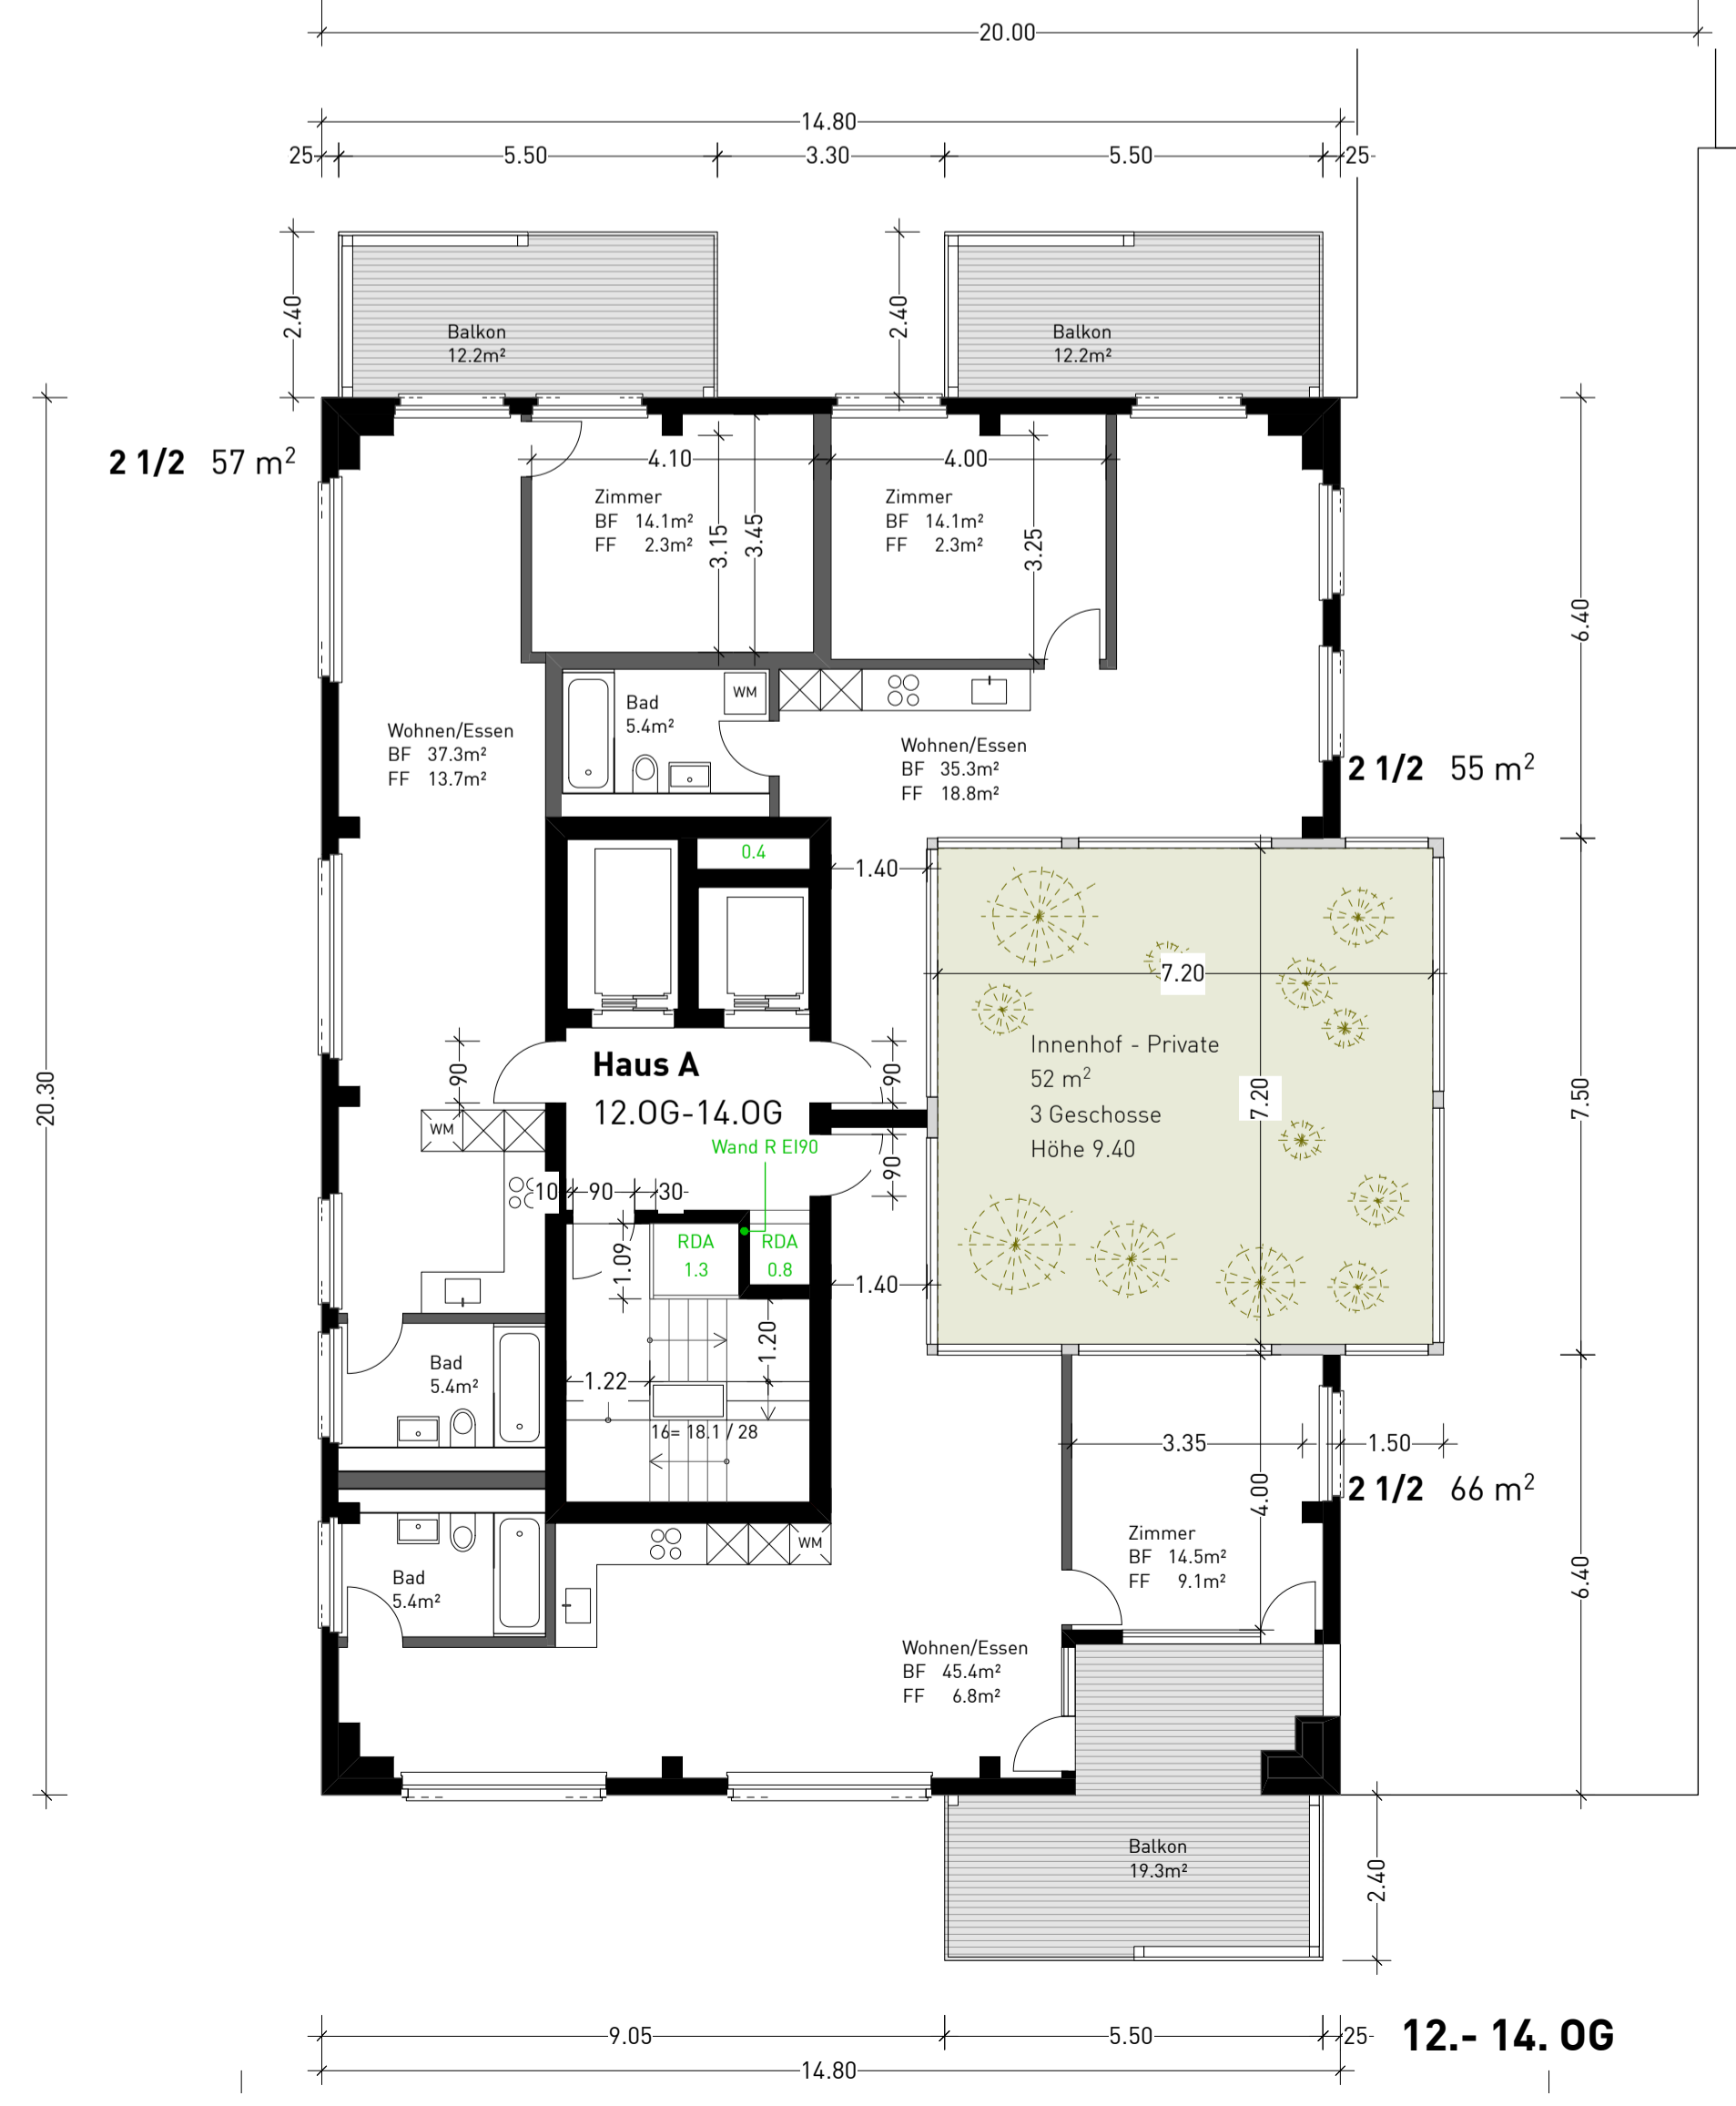 20.00
14.80
25 5.50 3.30 5.50 25
2.40
2.40
Balkon
12.2m²
Balkon
12.2m²
2 1/2 57 m²
4.10
4.00
Zimmer
BF 14.1m²
FF 2.3m²
3.15
3.45
Zimmer
BF 14.1m²
FF 2.3m²
3.25
6.40
Bad
5.4m²
WM
Wohnen/Essen
BF 37.3m²
FF 13.7m²
Wohnen/Essen
BF 35.3m²
FF 18.8m²
2 1/2 55 m²
0.4
1.40
7.20
20.30
90
Haus A
12.OG-14.OG
90
Innenhof - Private
52 m²
3 Geschosse
Höhe 9.40
7.20
7.50
WM
Wand R EI90
90
10 90 30
1.09
RDA
1.3
RDA
0.8
1.40
1.20
1.22
Bad
5.4m²
16= 18.1 / 28
3.35
1.50
2 1/2 66 m²
4.00
Zimmer
BF 14.5m²
FF 9.1m²
WM
Bad
5.4m²
6.40
Wohnen/Essen
BF 45.4m²
FF 6.8m²
Balkon
19.3m²
2.40
9.05 5.50 25
12.- 14. OG
14.80